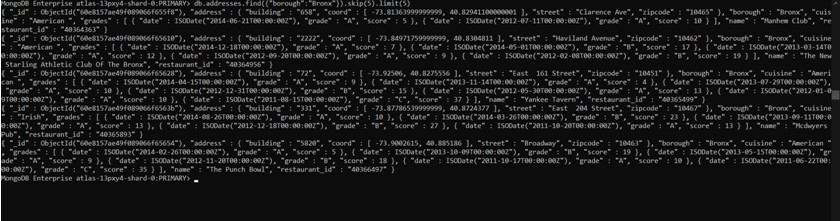 MongoDB Enterprise atlas-13pxy4-shard-0:PRIMARY> db.addresses.find({"borough":"Bronx"}).skip(5).limit(5)
{ "_id" : ObjectId("60e8157ae49f089066f655f8"), "address" : { "building" : "658", "coord" : [ -73.81363999999999, 40.82941100000001 ], "street" : "Clarence Ave", "zipcode" : "10465" }, "borough" : "Bronx", "cuisi
ne" : "American ", "grades" : [ { "date" : ISODate("2014-06-21T00:00:00Z"), "grade" : "A", "score" : 5 }, { "date" : ISODate("2012-07-11T00:00:00Z"), "grade" : "A", "score" : 10 } ], "name" : "Manhem Club", "re
staurant_id" : "40364363" }
{ "_id" : ObjectId("60e8157ae49f089066f65610"), "address" : { "building" : "2222", "coord" : [ -73.84971759999999, 40.8304811 ], "street" : "Haviland Avenue", "zipcode" : "10462" }, "borough" : "Bronx", "cuisine
" : "American ", "grades" : [ { "date" : ISODate("2014-12-18T00:00:00Z"), "grade" : "A", "score" : 7 }, { "date" : ISODate("2014-05-01T00:00:00Z"), "grade" : "B", "score" : 17 }, { "date" : ISODate("2013-03-14T0
0:00:00Z"), "grade" : "A", "score" : 12 }, { "date" : ISODate("2012-09-20T00:00:00Z"), "grade" : "A", "score" : 9 }, { "date" : ISODate("2012-02-08T00:00:00Z"), "grade" : "B", "score" : 19 } ], "name" : "The New
Starling Athletic Club Of The Bronx", "restaurant_id" : "40364956" }
{ "_id" : ObjectId("60e8157ae49f089066f65628"), "address" : { "building" : "72", "coord" : [ -73.92506, 40.8275556 ], "street" : "East 161 Street", "zipcode" : "10451" }, "borough" : "Bronx", "cuisine" : "Ameri
can ", "grades" : [ { "date" : ISODate("2014-04-15T00:00:00Z"), "grade" : "A", "score" : 9 }, { "date" : ISODate("2013-11-14T00:00:00Z"), "grade" : "A", "score" : 4 }, { "date" : ISODate("2013-07-29T00:00:00Z"),
"grade" : "A", "score" : 10 }, { "date" : ISODate("2012-12-31T00:00:00Z"), "grade" : "B", "score" : 15 }, { "date" : ISODate("2012-05-30T00:00:00Z"), "grade" : "A", "score" : 13 }, { "date" : ISODate("2012-01-0
"grade" : "A", "score" : 10 }, { "date" : ISODate("2011-08-15T00:00:00Z"), "grade" : "C", "score" : 37 } ], "name" : "Yankee Tavern", "restaurant_id" : "40365499" }
{ "_id" : "address" : { "building" : "331", "coord" : [ -73.87786539999999, 40.8724377 ], "street" : "East 204 Street", "zipcode" : "10467" }, "borough" : "Bronx", "cuisine" :
"Irish", "grades" : [ { "date" : ISODate("2014-08-26T00:00:00Z"), "grade" : "A", "score" : 10 }, { "date" : ISODate("2014-03-26T00:00:00Z"), "grade" : "B", "score" : 23 }, { "date" : ISODate("2013-09-11T00:00:00
"grade" : "A", "score" : 13 }, { "date" : ISODate("2012-12-18T00:00:00Z"), "grade" : "B", "score" : 27 }, { "date" : ISODate("2011-10-20T00:00:00Z"), "grade" : "A", "score" : 13 } ], "name" : "Mcdwyers
Pub", "restaurant_id" : "40365893" }
{ "_id" : ObjectId("60e8157ae49f089066f65654"), "address" : { "building" : "5820", "coord" : [ -73.9002615, 40.885186 ], "street" : "Broadway", "zipcode" : "10463" }, "borough" : "Bronx", "cuisine" : "American "
, "grades" : [ { "date" : ISODate("2014-02-26T00:00:00Z"), "grade" : "A", "score" : 5 }, { "date" : ISODate("2013-10-09T00:00:00Z"), "grade" : "B", "score" : 19 }, { "date" : ISODate("2013-05-15T00:00:00Z"), "gr
ade" : "A", "score" : 9 }, { "date" : ISODate("2012-11-20T00:00:00Z"), "grade" : "B", "score" : 18 }, { "date" : ISODate("2011-10-17T00:00:00Z"), "grade" : "A", "score" : 10 }, { "date" : ISODate("2011-06-22T00
:00:00Z"), "grade" : "C", "score" : 35 } ], "name" : "The Punch Bowl", "restaurant_id" : "40366497" }
MongoDB Enterprise atlas-13pxy4-shard-0:PRIMARY>